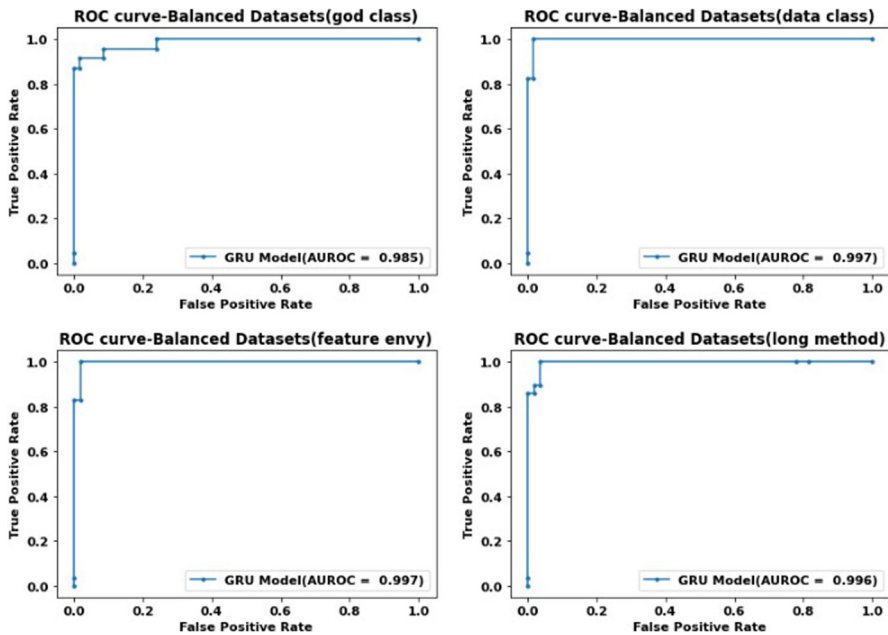 ROC curve-Balanced Datasets(god class)
True Positive Rate
1.0
0.8
0.6
0.4
0.2
0.0
GRU Model(AUROC =  0.985)
0.0 0.2 0.4 0.6 0.8 1.0
False Positive Rate
ROC curve-Balanced Datasets(data class)
True Positive Rate
1.0
0.8
0.6
0.4
0.2
0.0
GRU Model(AUROC =  0.997)
0.0 0.2 0.4 0.6 0.8 1.0
False Positive Rate
ROC curve-Balanced Datasets(feature envy)
True Positive Rate
1.0
0.8
0.6
0.4
0.2
0.0
GRU Model(AUROC =  0.997)
0.0 0.2 0.4 0.6 0.8 1.0
False Positive Rate
ROC curve-Balanced Datasets(long method)
True Positive Rate
1.0
0.8
0.6
0.4
0.2
0.0
GRU Model(AUROC =  0.996)
0.0 0.2 0.4 0.6 0.8 1.0
False Positive Rate